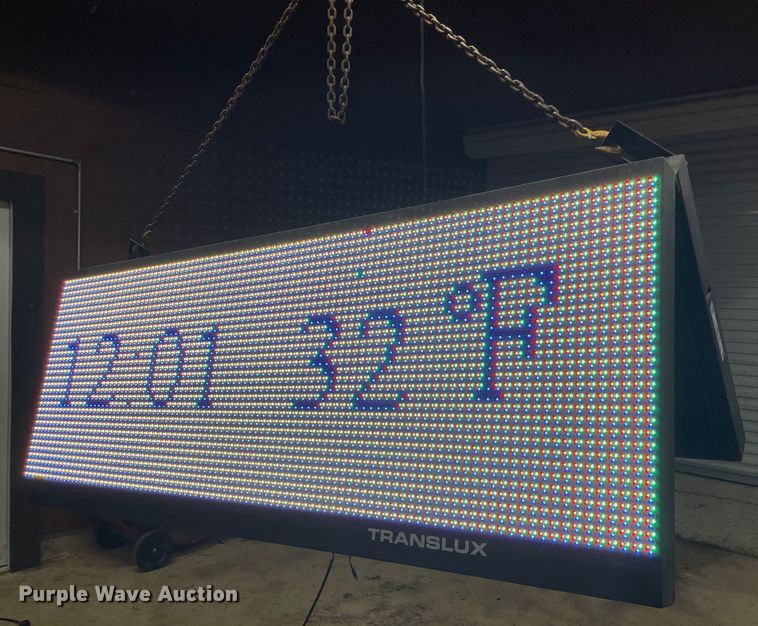 12:01 32°F
TRANSLUX
Purple Wave Auction